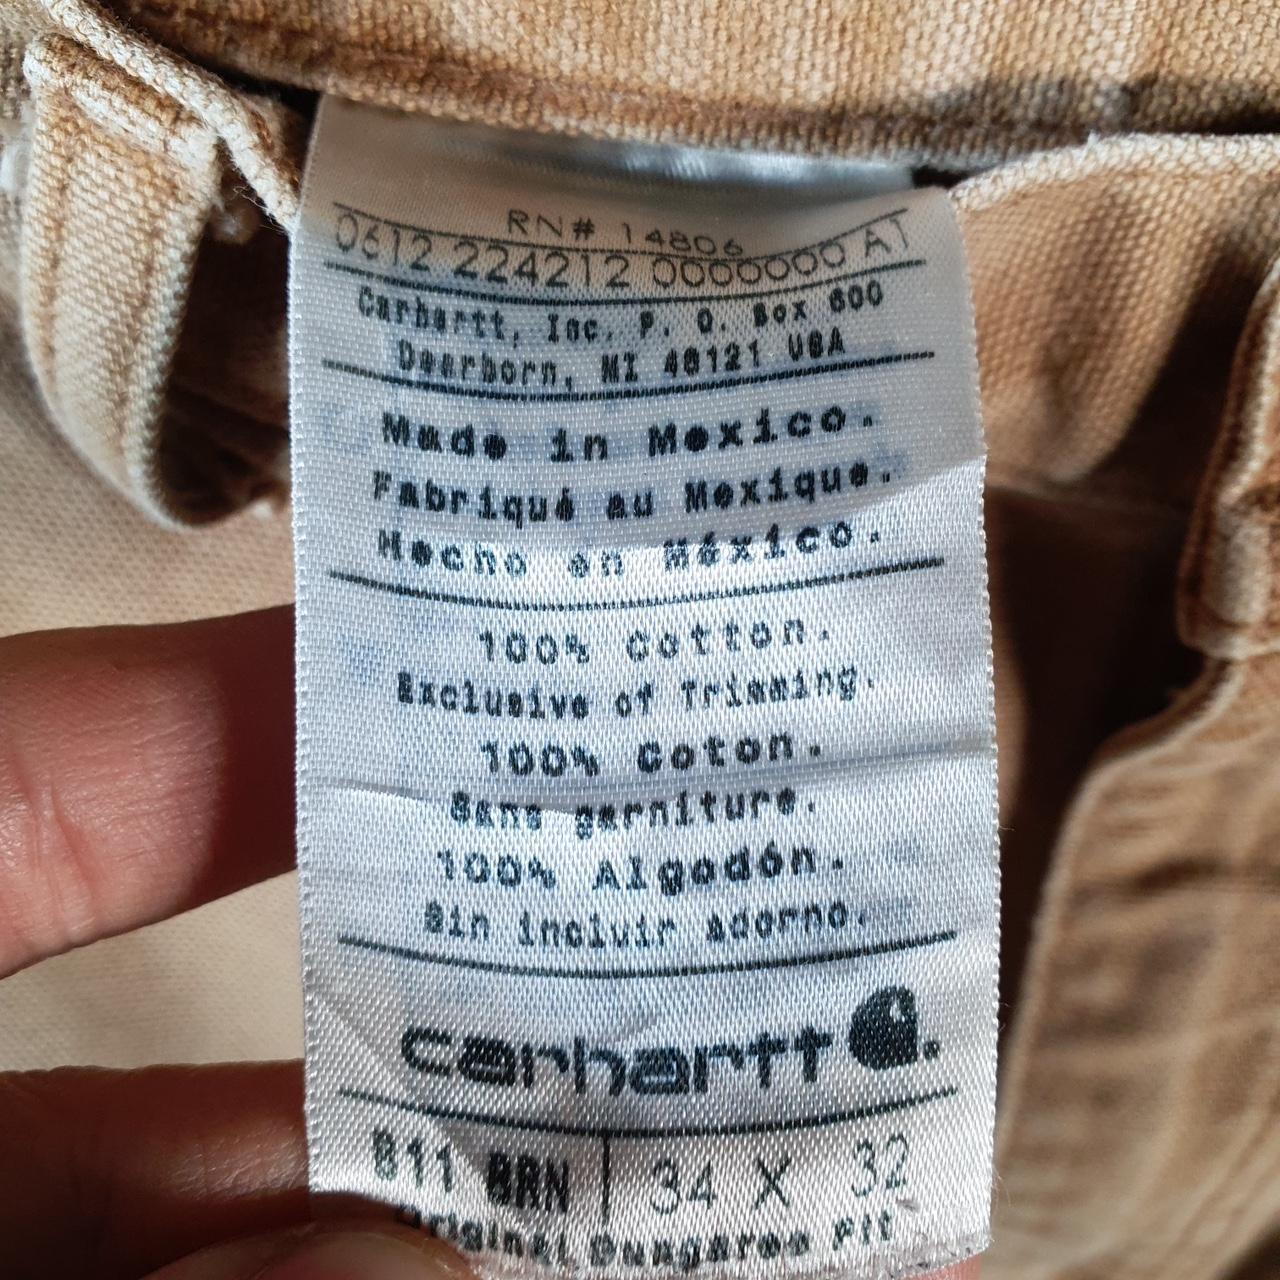 RN# 14806
0612 224212 0000000 A1
Carhartt, Inc. P. O. Box 600
Dearborn, MI 48121 USA
Made in Mexico.
Fabriqué au Mexique.
Hecho en México.
100% Cotton.
Exclusive of Trimming.
100% Coton.
Sans garniture.
100% Algodón.
Sin incluir Adorno.
carhartt
811 BRN 34 X 32
Original Dungaree Fit